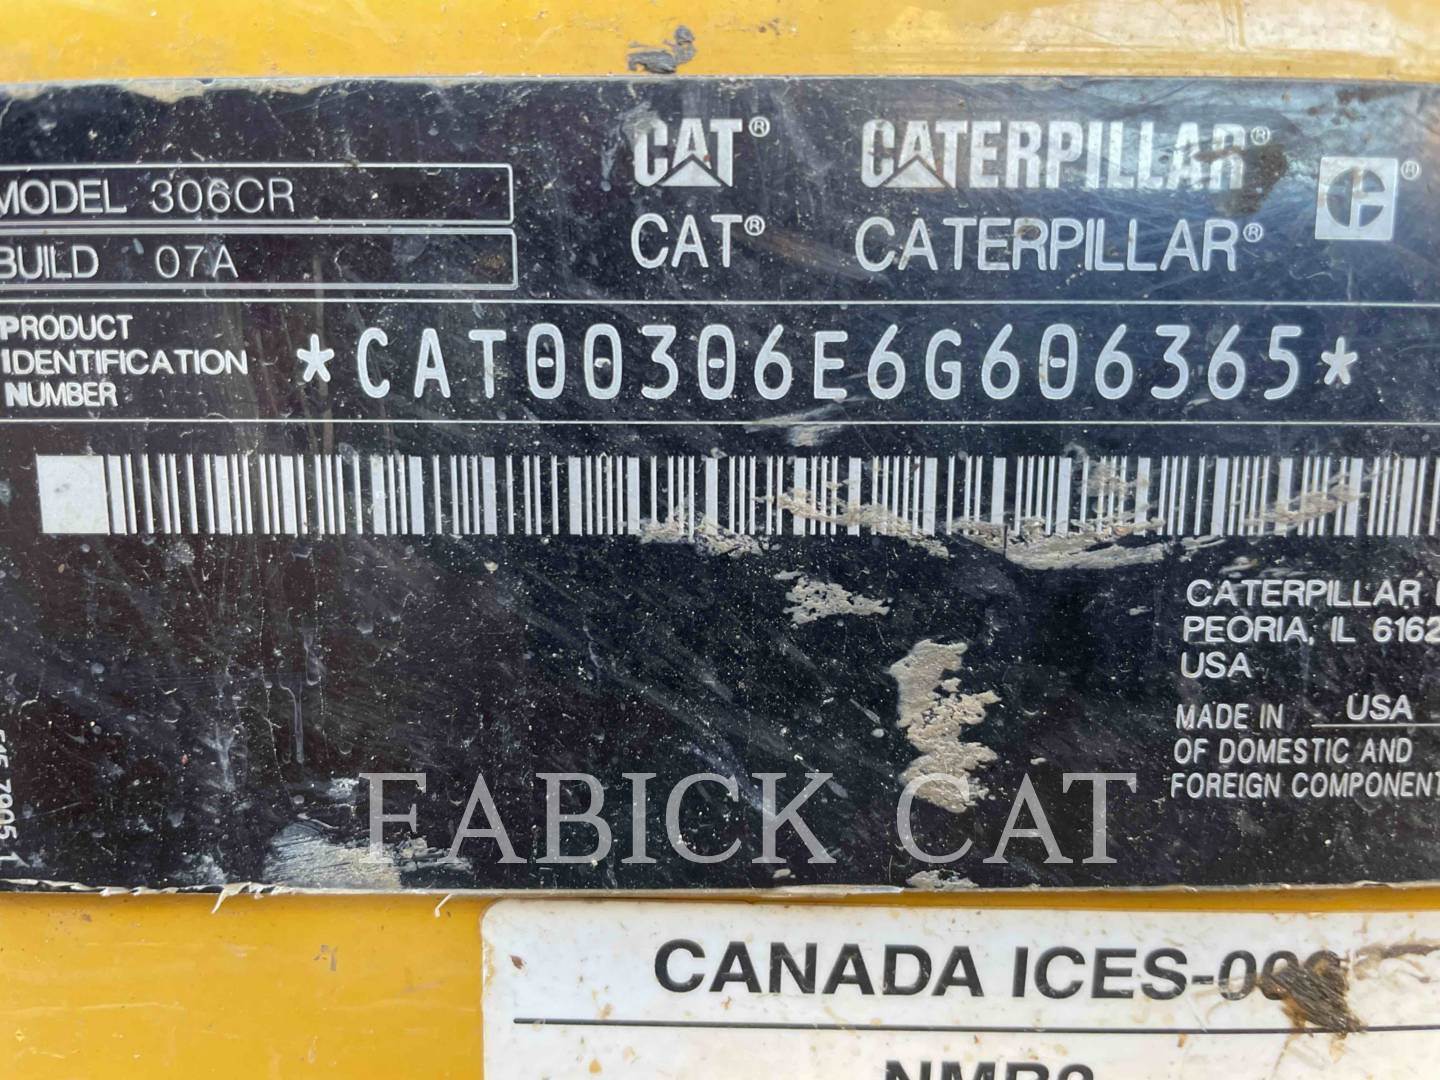 CAT® CATERPILLAR®
MODEL 306CR
CAT® CATERPILLAR®
BUILD 07A
PRODUCT
IDENTIFICATION
NUMBER
*CAT00306E6G606365*
CATERPILLAR
PEORIA, IL 6162
USA
MADE IN USA
OF DOMESTIC AND
FOREIGN COMPONENT
FABICK CAT
CANADA ICES-00